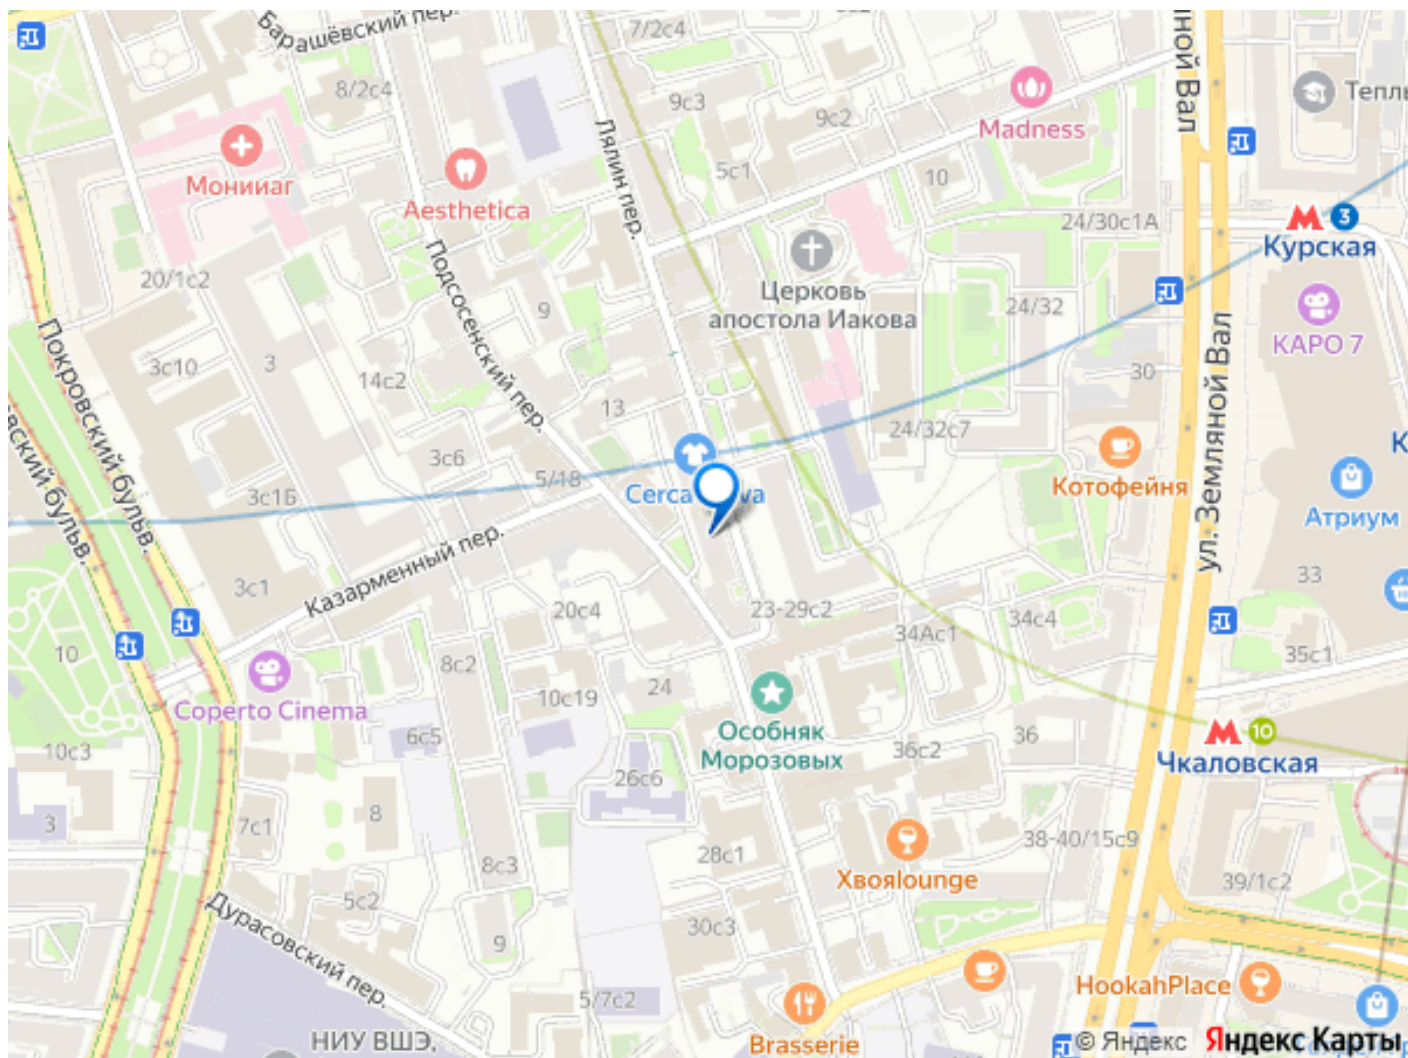 Барашёвский пер.
7/2с4
ул. Земляной Вал
8/2с4
9с3
9с2
Madness
Мониииаг
Aesthetica
Лялин пер.
5с1
10
24/30с1А
3
Курская
20/1с2
Подсосенский пер.
9
Церковь
апостола Иакова
24/32
КАРО 7
Покровский бульв.
3с10
3
14с2
13
30
24/32с7
3с6
5/18
3с1Б
Котофейня
Атриум
Казарменный пер.
3с1
20с4
23-29с2
34Ас1
34с4
33
35с1
10
8с2
Coperto Cinema
10с19
24
Особняк
Морозовых
6с5
36с2
36
10
Чкаловская
10с3
26с6
3
7с1
8
8с3
28с1
38-40/15с9
Хвояlounge
39/1с2
5с2
Дурасовский пер.
9
30с3
5/7с2
HookahPlace
НИУ ВШЭ,
Brasserie
© Яндекс Яндекс Карты